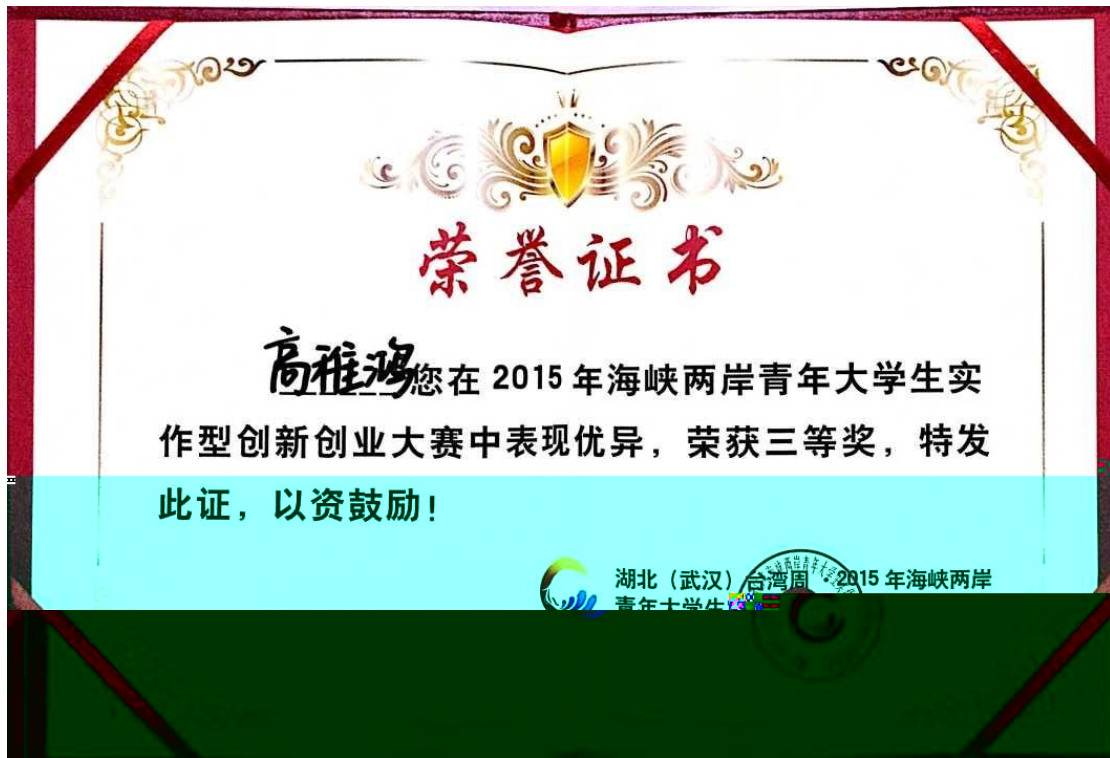 荣誉证书
高雅鸿您在 2015 年海峡两岸青年大学生实
作型创新创业大赛中表现优异，荣获三等奖，特发
此证，以资鼓励！
湖北（武汉）台湾周 2015 年海峡两岸
青年大学生